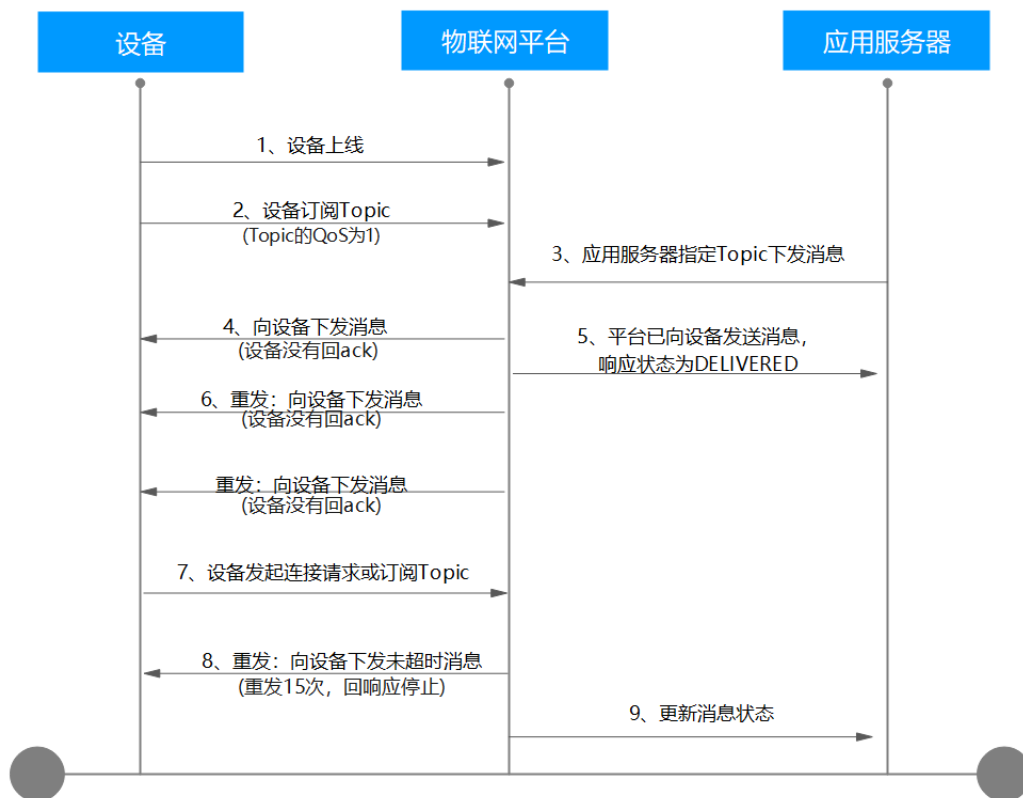 设备
物联网平台
应用服务器
1、设备上线
2、设备订阅Topic
(Topic的QoS为1)
3、应用服务器指定Topic下发消息
4、向设备下发消息
(设备没有回ack)
5、平台已向设备发送消息，
响应状态为DELIVERED
6、重发：向设备下发消息
(设备没有回ack)
重发：向设备下发消息
(设备没有回ack)
7、设备发起连接请求或订阅Topic
8、重发：向设备下发未超时消息
(重发15次，回响应停止)
9、更新消息状态